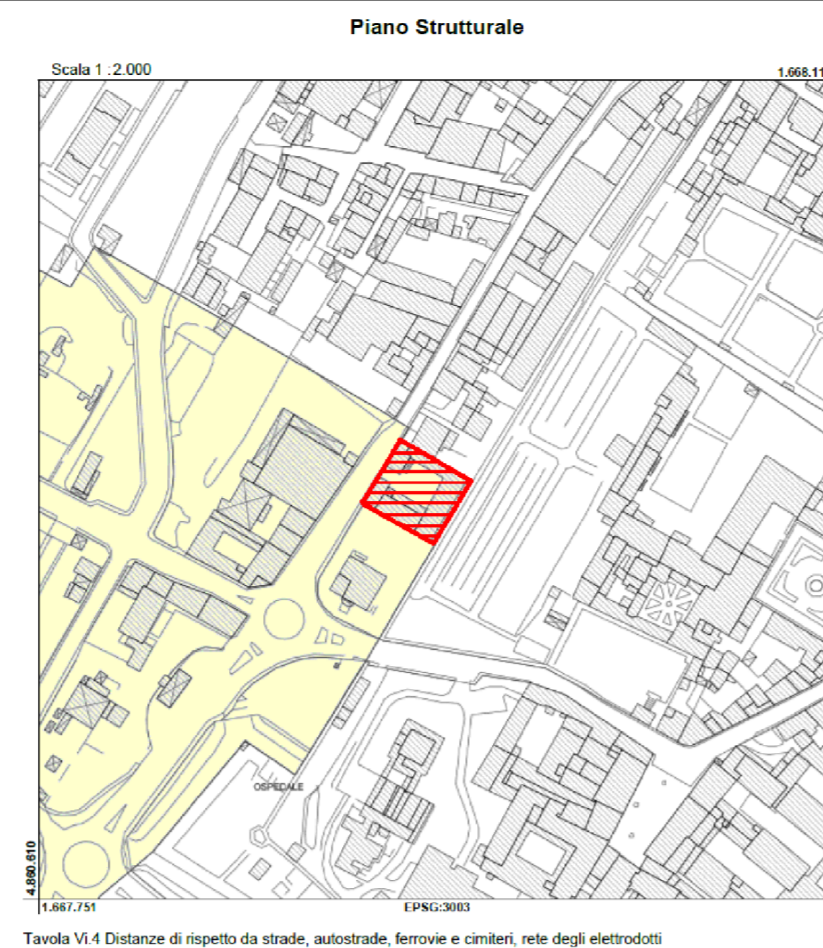 Piano Strutturale
Scala 1 : 2.000
1.668.11
OSPEDALE
4.860.610
1.667.751
EPSG:3003
Tavola Vi.4 Distanze di rispetto da strade, autostrade, ferrovie e cimiteri, rete degli elettrodotti